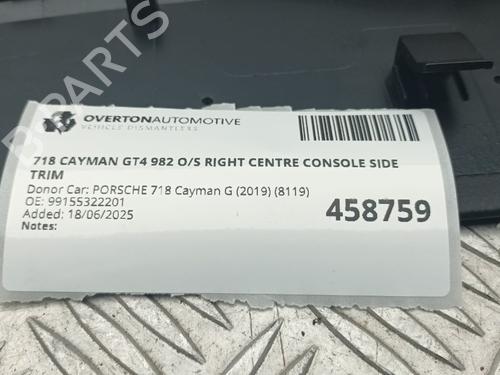 B-PARTS
OVERTONAUTOMOTIVE
VEHICLE DISMANTLERS
718 CAYMAN GT4 982 O/S RIGHT CENTRE CONSOLE SIDE
TRIM
Donor Car: PORSCHE 718 Cayman G (2019) (8119)
OE: 99155322201
Added: 18/06/2025
Notes:
458759